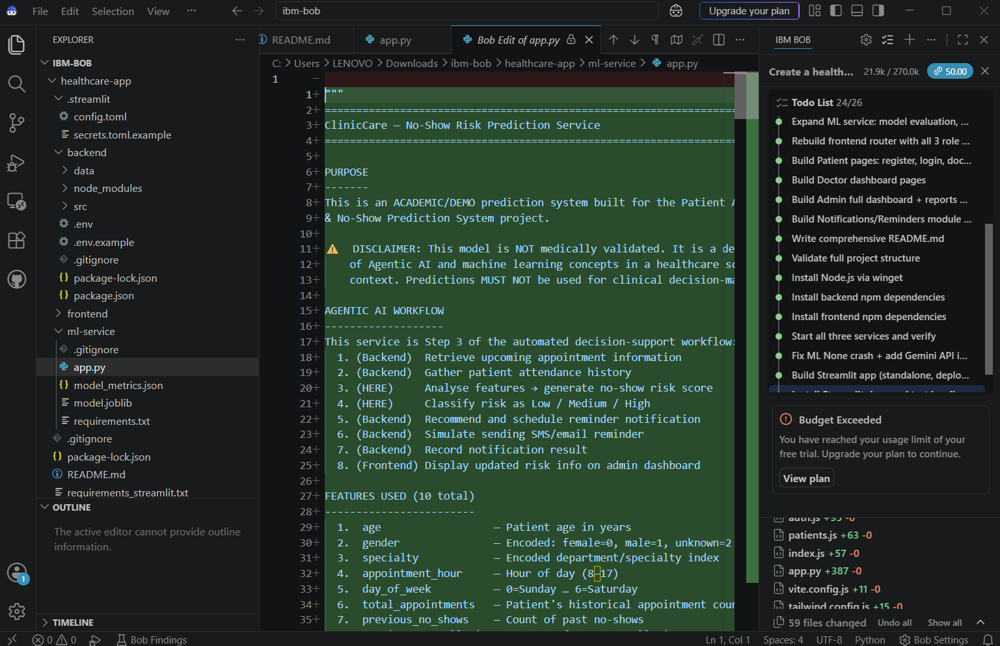 File Edit Selection View ···
ibm-bob
Upgrade your plan
EXPLORER
IBM-BOB
healthcare-app
.streamlit
config.toml
secrets.toml.example
backend
data
node_modules
src
.env
.env.example
.gitignore
package-lock.json
package.json
frontend
ml-service
.gitignore
app.py
model_metrics.json
model.joblib
requirements.txt
.gitignore
package-lock.json
README.md
requirements_streamlit.txt
OUTLINE
The active editor cannot provide outline
information.
TIMELINE
1
README.md
app.py
Bob Edit of app.py
C: > Users > LENOVO > Downloads > ibm-bob > healthcare-app > ml-service > app.py
1 —
1+ """
2+ ==================================================================
3+ ClinicCare — No-Show Risk Prediction Service
4+ ==================================================================
5+
6+ PURPOSE
7+ -------
8+ This is an ACADEMIC/DEMO prediction system built for the Patient A
9+ & No-Show Prediction System project.
10+
11+ ⚠ DISCLAIMER: This model is NOT medically validated. It is a de
12+ of Agentic AI and machine learning concepts in a healthcare sc
13+ context. Predictions MUST NOT be used for clinical decision-ma
14+
15+ AGENTIC AI WORKFLOW
16+ -------------------
17+ This service is Step 3 of the automated decision-support workflow:
18+ 1. (Backend) Retrieve upcoming appointment information
19+ 2. (Backend) Gather patient attendance history
20+ 3. (HERE) Analyse features → generate no-show risk score
21+ 4. (HERE) Classify risk as Low / Medium / High
22+ 5. (Backend) Recommend and schedule reminder notification
23+ 6. (Backend) Simulate sending SMS/email reminder
24+ 7. (Backend) Record notification result
25+ 8. (Frontend) Display updated risk info on admin dashboard
26+
27+ FEATURES USED (10 total)
28+ ------------------------
29+ 1. age — Patient age in years
30+ 2. gender — Encoded: female=0, male=1, unknown=2
31+ 3. specialty — Encoded department/specialty index
32+ 4. appointment_hour — Hour of day (8–17)
33+ 5. day_of_week — 0=Sunday … 6=Saturday
34+ 6. total_appointments — Patient's historical appointment coun
35+ 7. previous_no_shows — Count of past no-shows
IBM BOB
Create a health... 21.9k / 270.0k 50.00
Todo List 24/26
Expand ML service: model evaluation, ...
Rebuild frontend router with all 3 role ...
Build Patient pages: register, login, doc...
Build Doctor dashboard pages
Build Admin full dashboard + reports ...
Build Notifications/Reminders module ...
Write comprehensive README.md
Validate full project structure
Install Node.js via winget
Install backend npm dependencies
Install frontend npm dependencies
Start all three services and verify
Fix ML None crash + add Gemini API i...
Build Streamlit app (standalone, deplo...
Budget Exceeded
You have reached your usage limit of your
free trial. Upgrade your plan to continue.
View plan
auth.js +95 -0
patients.js +63 -0
index.js +57 -0
app.py +387 -0
vite.config.js +11 -0
tailwind.config.js +15 -0
59 files changed Undo all Show all
0 0 Bob Findings
Ln 1, Col 1 Spaces: 4 UTF-8 Python Bob Settings